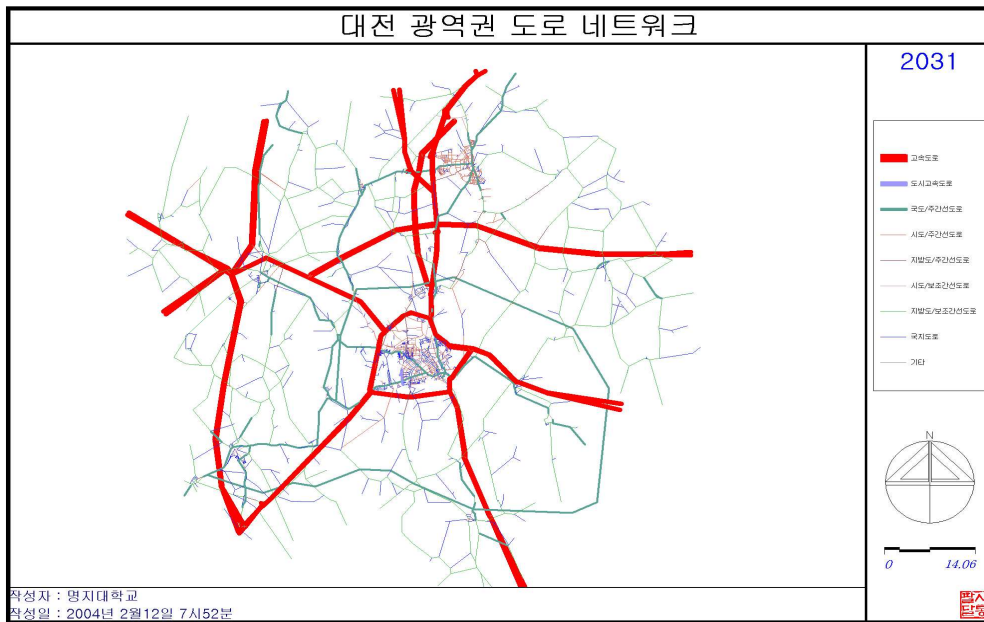 대전 광역권 도로 네트워크
2031
고속도로
도시고속도로
국도/주간선도로
시도/주간선도로
지방도/주간선도로
시도/보조간선도로
지방도/보조간선도로
국지도로
기타
N
0 14.06
작성자 : 명지대학교
작성일 : 2004년 2월12일 7시52분